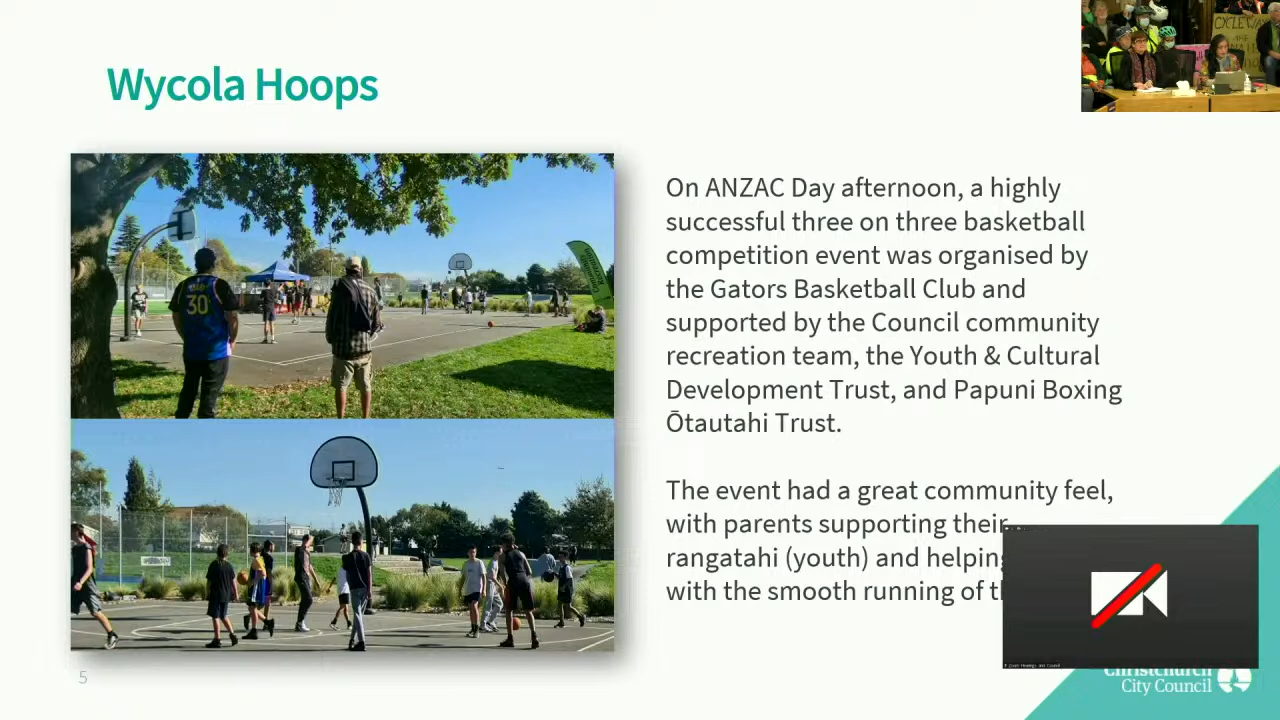 Wycola Hoops
CYCLEWAYS
ARE
30
On ANZAC Day afternoon, a highly
successful three on three basketball
competition event was organised by
the Gators Basketball Club and
supported by the Council community
recreation team, the Youth & Cultural
Development Trust, and Papuni Boxing
Ōtautahi Trust.
The event had a great community feel,
with parents supporting their
rangatahi (youth) and helping
with the smooth running of
5
Christchurch
City Council